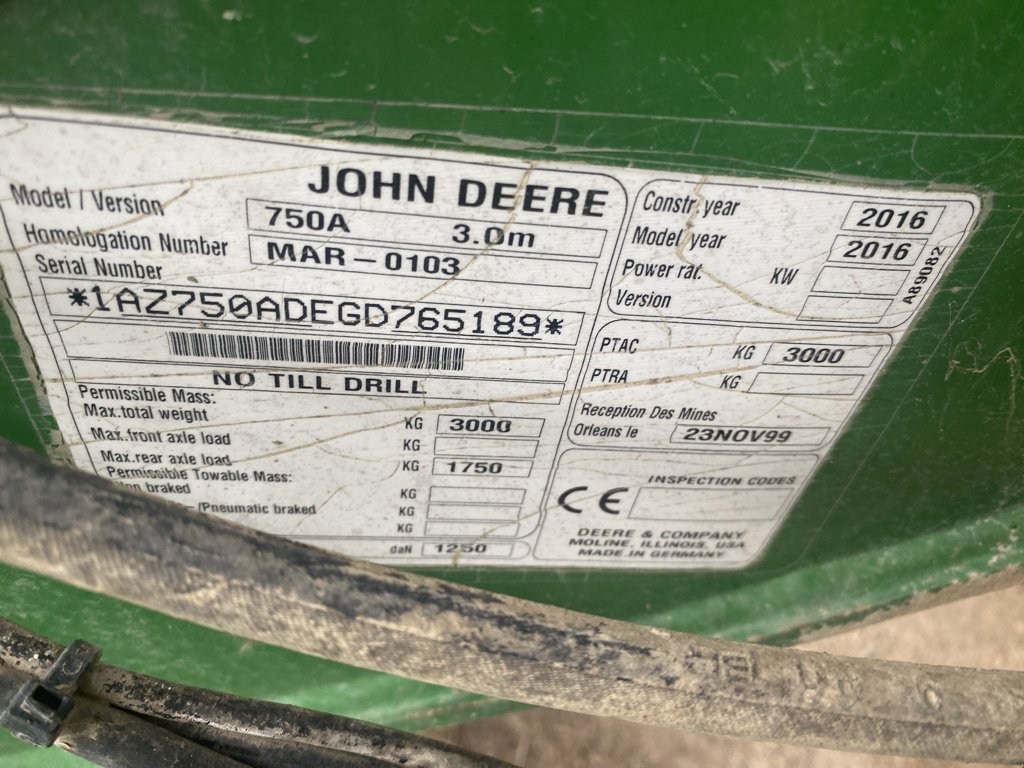 JOHN DEERE
Model / Version 750A 3.0m
Homologation Number MAR-0103
Serial Number
*1AZ750ADEGD765189*
NO TILL DRILL
Permissible Mass:
Max.total weight KG 3000
Max.front axle load KG
Max.rear axle load KG 1750
Permissible Towable Mass:
braked KG
/Pneumatic braked KG
KG
daN 1250
Constr. year 2016
Model year 2016
Power rat. KW
Version
A89082
PTAC KG 3000
PTRA KG
Reception Des Mines
Orleans le 23NOV99
CE
INSPECTION CODES
DEERE & COMPANY
MOLINE, ILLINOIS, USA
MADE IN GERMANY